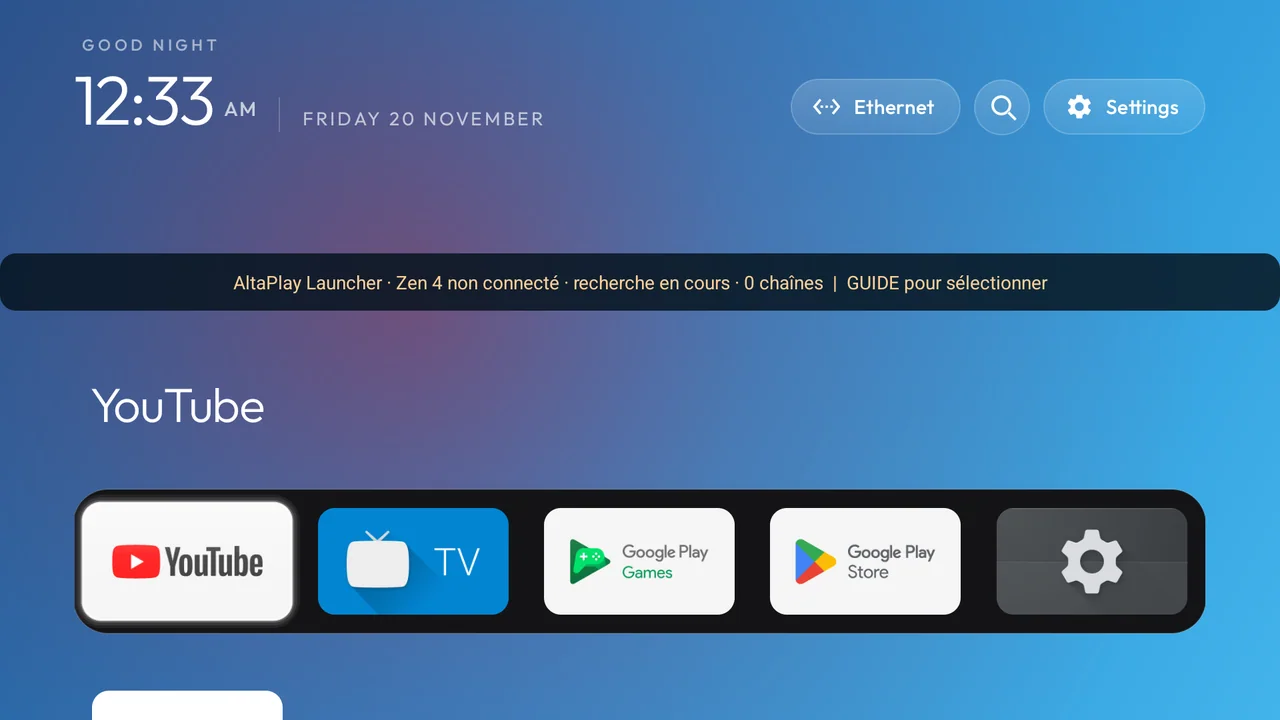 GOOD NIGHT
12:33 AM
FRIDAY 20 NOVEMBER
Ethernet
Settings
AltaPlay Launcher · Zen 4 non connecté · recherche en cours · 0 chaînes | GUIDE pour sélectionner
YouTube
YouTube
TV
Google Play
Games
Google Play
Store